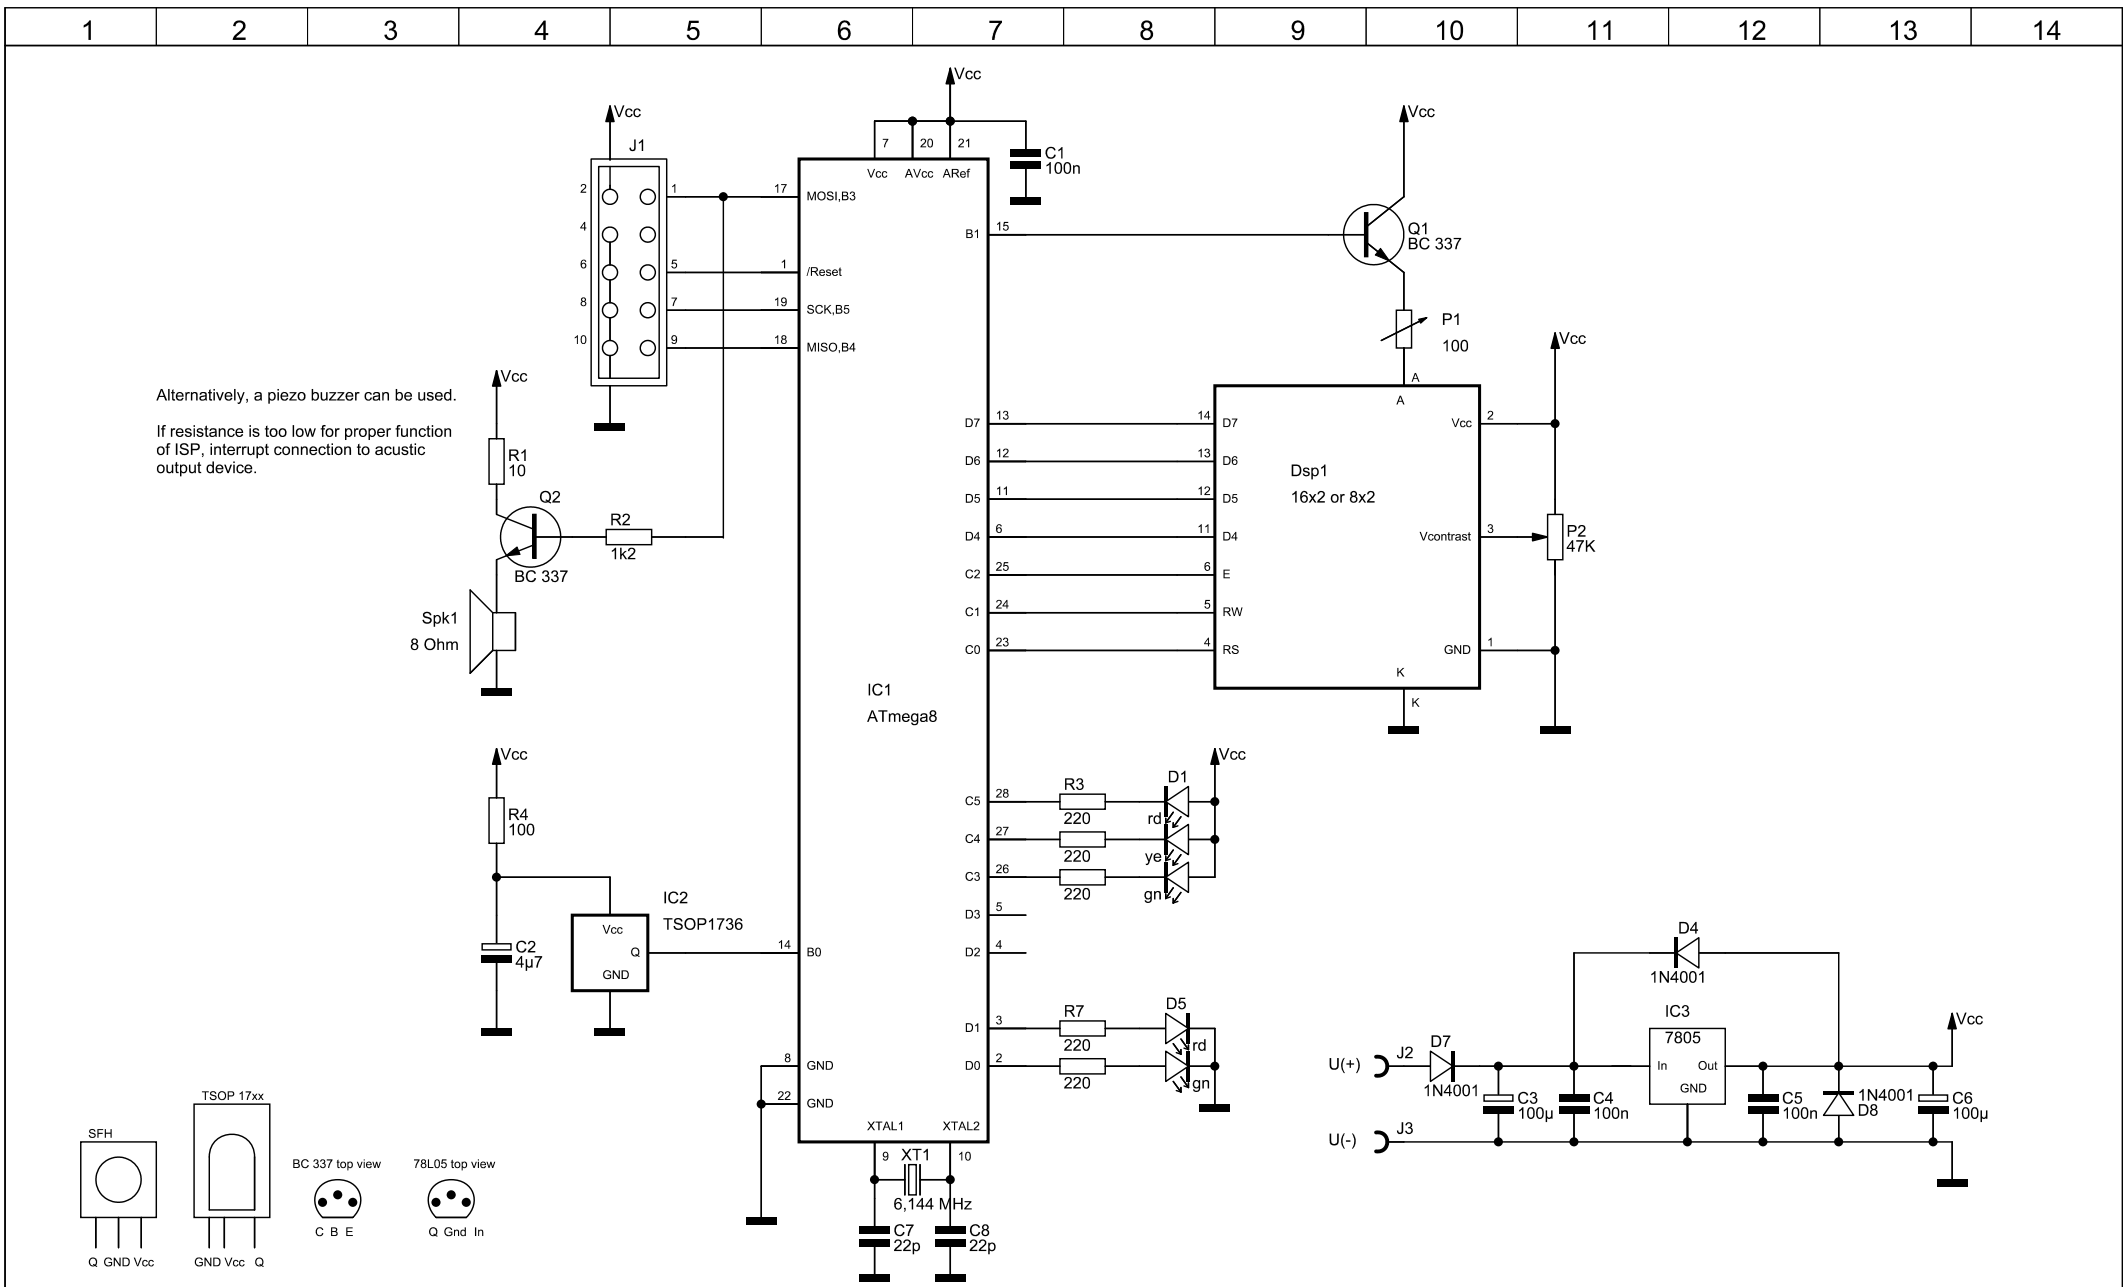 1 2 3 4 5 6 7 8 9 10 11 12 13 14
Vcc
Vcc
Vcc
J1
7 20 21
C1
100n
Vcc AVcc ARef
2 1 17 MOSI,B3
4
B1 15
Q1
BC 337
6 5 1 /Reset
8 7 19 SCK,B5
10 9 18 MISO,B4
P1
100
Vcc
Vcc
A
A
Alternatively, a piezo buzzer can be used.
If resistance is too low for proper function
of ISP, interrupt connection to acustic
output device.
R1
10
Q2
BC 337
R2
1k2
Spk1
8 Ohm
D7 13 14 D7
D6 12 13 D6
D5 11 12 D5
D4 6 11 D4
C2 25 6 E
C1 24 5 RW
C0 23 4 RS
Dsp1
16x2 or 8x2
Vcc 2
Vcontrast 3
P2
47K
GND 1
K
K
IC1
ATmega8
Vcc
R4
100
C2
4µ7
IC2
TSOP1736
Vcc
Q
GND
14 B0
Vcc
C5 28 R3 D1
220 rd
C4 27
220 ye
C3 26
220 gn
D3 5
D2 4
D1 3 R7 D5
220 rd
D0 2
220 gn
8 GND
22 GND
XTAL1 XTAL2
9 XT1 10
6,144 MHz
C7
22p
C8
22p
D4
1N4001
IC3
7805
In Out
GND
Vcc
U(+) J2 D7
1N4001
C3
100µ
C4
100n
C5
100n
1N4001
D8
C6
100µ
U(-) J3
TSOP 17xx
SFH
BC 337 top view
78L05 top view
C B E
Q Gnd In
Q GND Vcc
GND Vcc Q